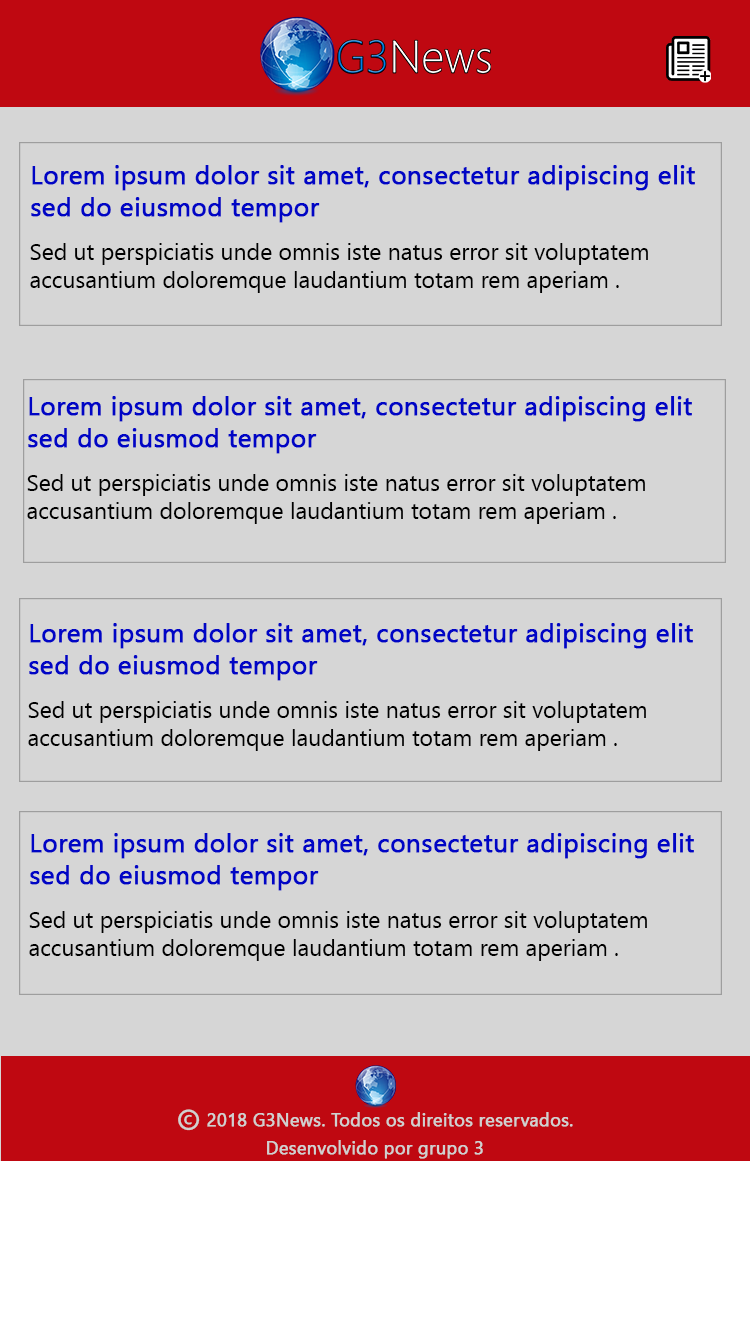 G3News
Lorem ipsum dolor sit amet, consectetur adipiscing elit
sed do eiusmod tempor
Sed ut perspiciatis unde omnis iste natus error sit voluptatem
accusantium doloremque laudantium totam rem aperiam .
Lorem ipsum dolor sit amet, consectetur adipiscing elit
sed do eiusmod tempor
Sed ut perspiciatis unde omnis iste natus error sit voluptatem
accusantium doloremque laudantium totam rem aperiam .
Lorem ipsum dolor sit amet, consectetur adipiscing elit
sed do eiusmod tempor
Sed ut perspiciatis unde omnis iste natus error sit voluptatem
accusantium doloremque laudantium totam rem aperiam .
Lorem ipsum dolor sit amet, consectetur adipiscing elit
sed do eiusmod tempor
Sed ut perspiciatis unde omnis iste natus error sit voluptatem
accusantium doloremque laudantium totam rem aperiam .
© 2018 G3News. Todos os direitos reservados.
Desenvolvido por grupo 3